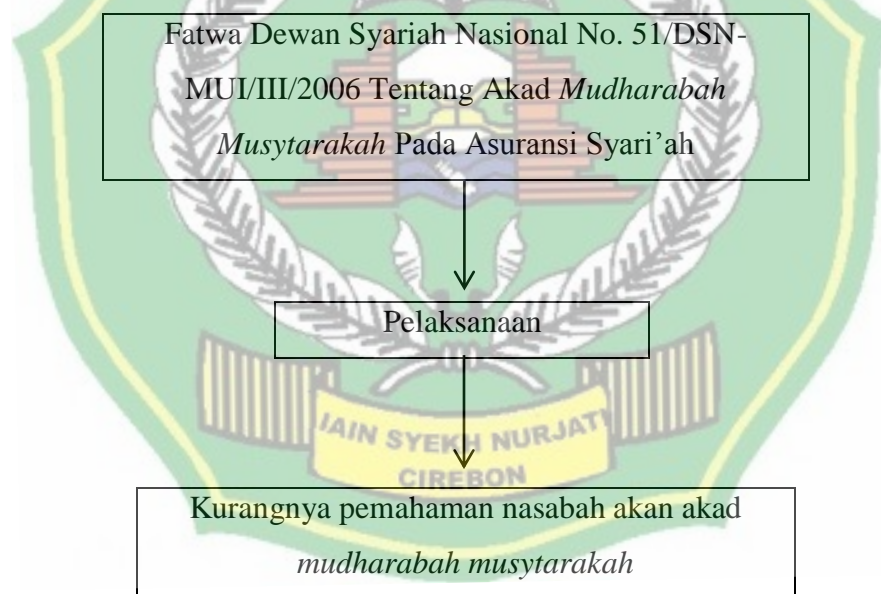 Fatwa Dewan Syariah Nasional No. 51/DSN-
MUI/III/2006 Tentang Akad Mudharabah
Musytarakah Pada Asuransi Syari’ah
Pelaksanaan
IAIN SYEKH NURJATI
CIREBON
Kurangnya pemahaman nasabah akan akad
mudharabah musytarakah